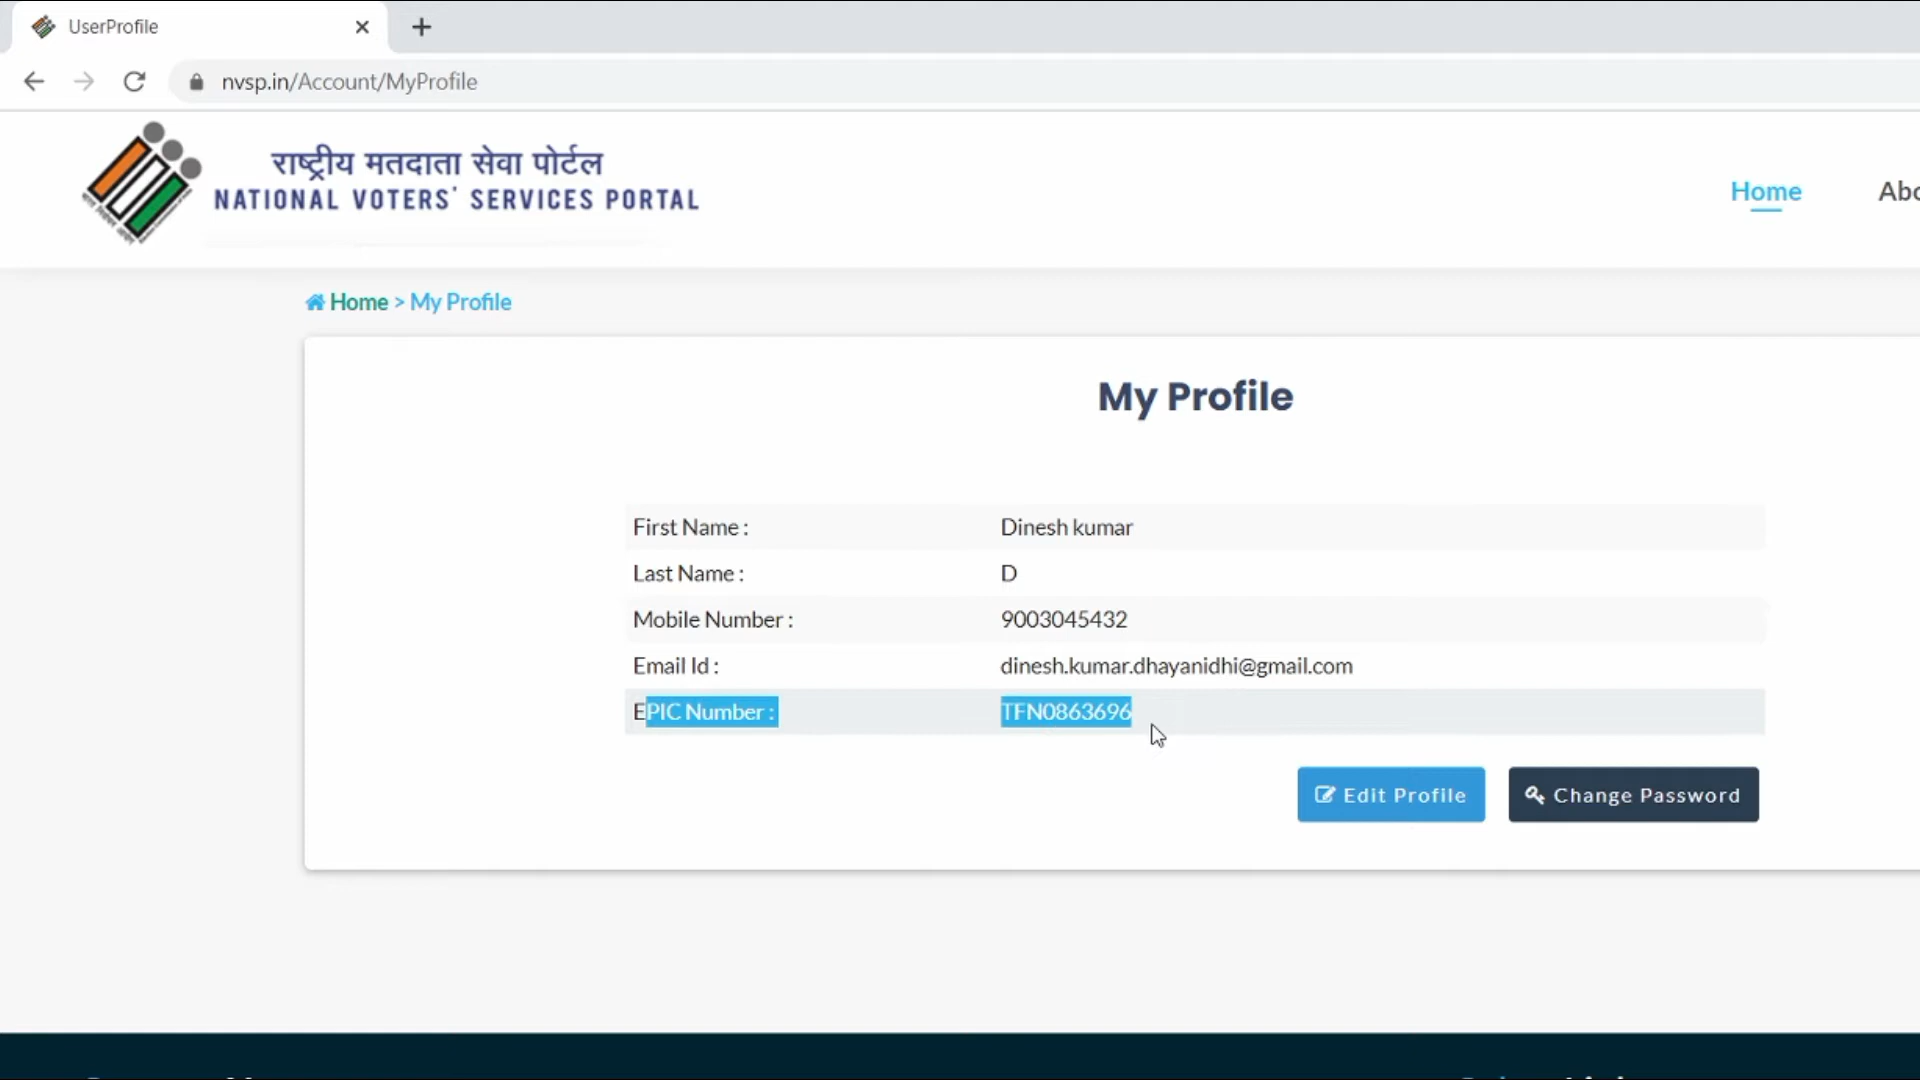 UserProfile
nvsp.in/Account/MyProfile
राष्ट्रीय मतदाता सेवा पोर्टल
NATIONAL VOTERS' SERVICES PORTAL
Home
Abo
Home > My Profile
My Profile
First Name : Dinesh kumar
Last Name : D
Mobile Number : 9003045432
Email Id : dinesh.kumar.dhayanidhi@gmail.com
EPIC Number : TFN0863696
Edit Profile Change Password